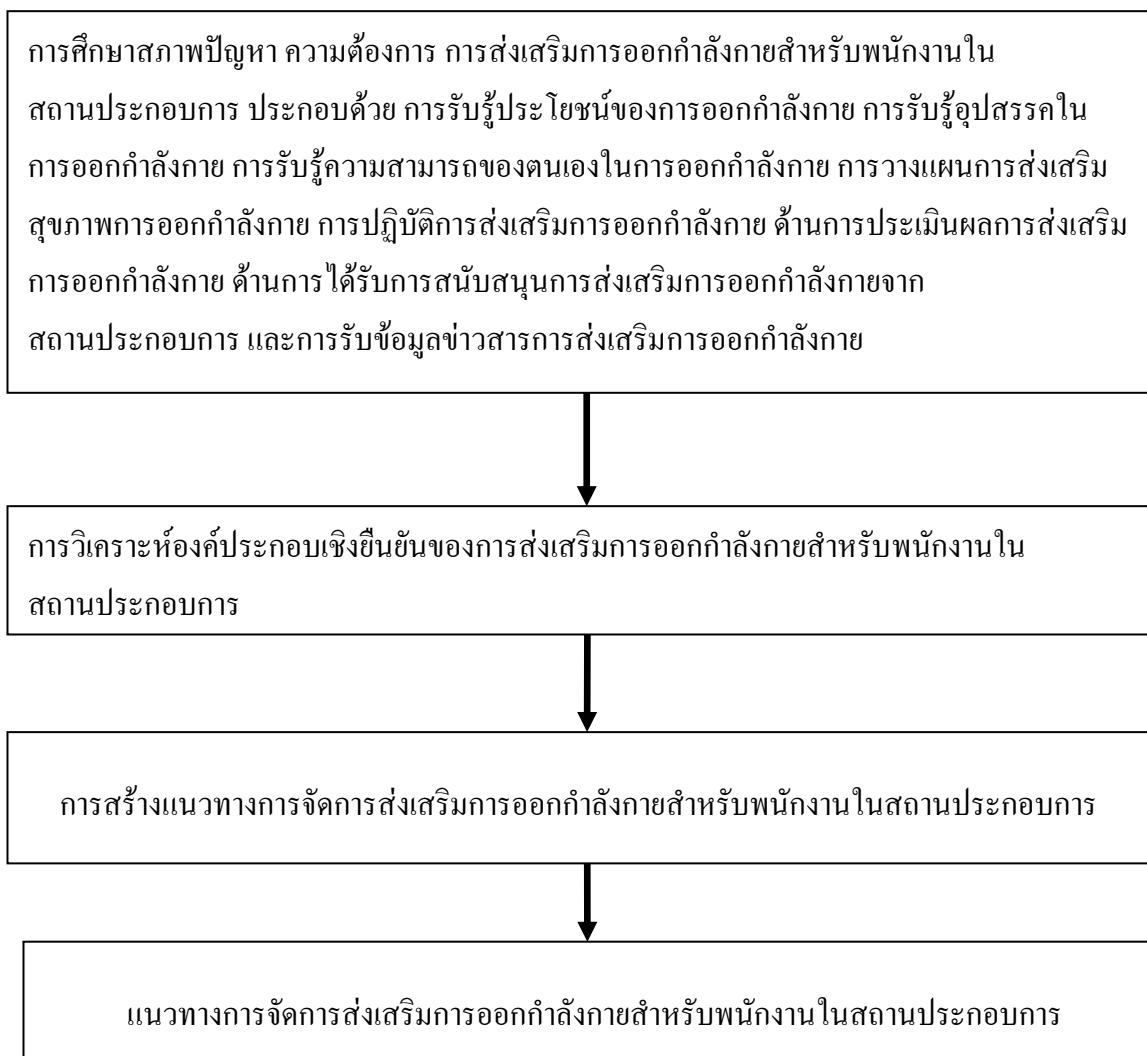 การศึกษาสภาพปัญหา ความต้องการ การส่งเสริมการออกกำลังกายสำหรับพนักงานใน
สถานประกอบการ ประกอบด้วย การรับรู้ประโยชน์ของการออกกำลังกาย การรับรู้อุปสรรคใน
การออกกำลังกาย การรับรู้ความสามารถของตนเองในการออกกำลังกาย การวางแผนการส่งเสริม
สุขภาพการออกกำลังกาย การปฏิบัติการส่งเสริมการออกกำลังกาย ด้านการประเมินผลการส่งเสริม
การออกกำลังกาย ด้านการได้รับการสนับสนุนการส่งเสริมการออกกำลังกายจาก
สถานประกอบการ และการรับข้อมูลข่าวสารการส่งเสริมการออกกำลังกาย
การวิเคราะห์องค์ประกอบเชิงยืนยันของการส่งเสริมการออกกำลังกายสำหรับพนักงานใน
สถานประกอบการ
การสร้างแนวทางการจัดการส่งเสริมการออกกำลังกายสำหรับพนักงานในสถานประกอบการ
แนวทางการจัดการส่งเสริมการออกกำลังกายสำหรับพนักงานในสถานประกอบการ